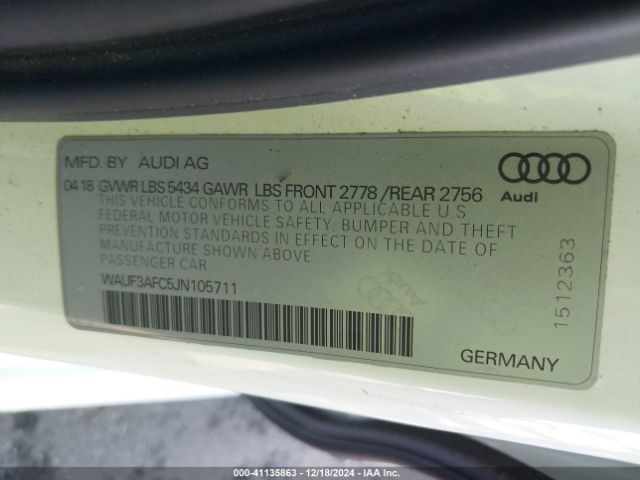 MFD. BY AUDI AG
04 18 GVWR LBS 5434 GAWR LBS FRONT 2778 /REAR 2756
THIS VEHICLE CONFORMS TO ALL APPLICABLE U.S
FEDERAL MOTOR VEHICLE SAFETY, BUMPER AND THEFT
PREVENTION STANDARDS IN EFFECT ON THE DATE OF
MANUFACTURE SHOWN ABOVE
PASSENGER CAR
WAUF3AFC5JN105711
Audi
1512363
GERMANY
000-41135863 - 12/18/2024 - IAA Inc.